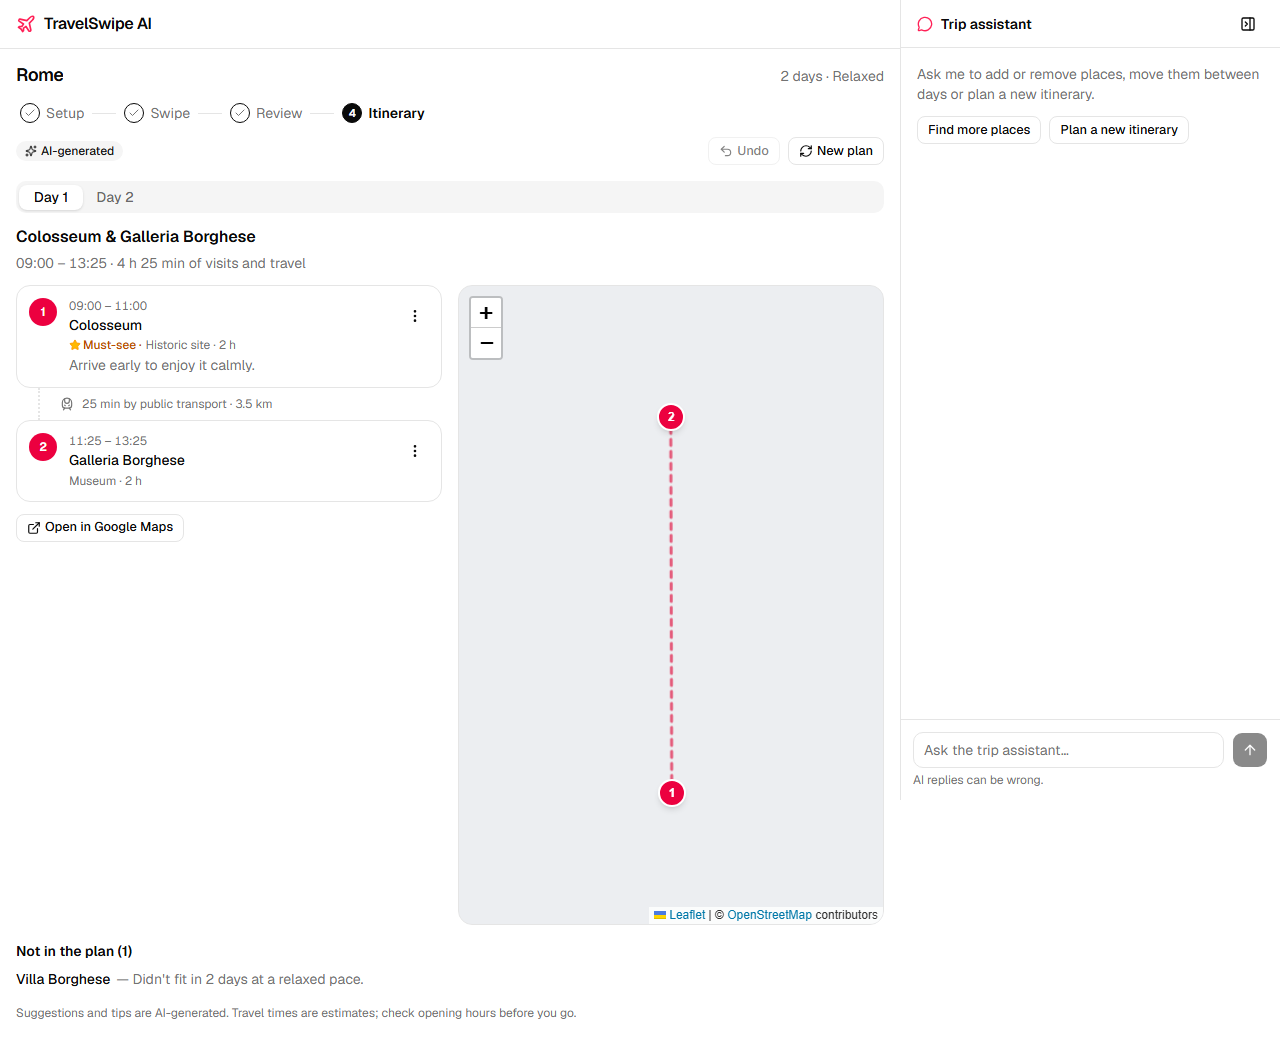 TravelSwipe AI
Rome
2 days · Relaxed
Setup
Swipe
Review
4 Itinerary
AI-generated
Undo
New plan
Day 1
Day 2
Colosseum & Galleria Borghese
09:00 – 13:25 · 4 h 25 min of visits and travel
1
09:00 – 11:00
Colosseum
Must-see · Historic site · 2 h
Arrive early to enjoy it calmly.
25 min by public transport · 3.5 km
2
11:25 – 13:25
Galleria Borghese
Museum · 2 h
Open in Google Maps
+
−
2
1
Leaflet | © OpenStreetMap contributors
Not in the plan (1)
Villa Borghese — Didn't fit in 2 days at a relaxed pace.
Suggestions and tips are AI-generated. Travel times are estimates; check opening hours before you go.
Trip assistant
Ask me to add or remove places, move them between
days or plan a new itinerary.
Find more places
Plan a new itinerary
Ask the trip assistant...
AI replies can be wrong.